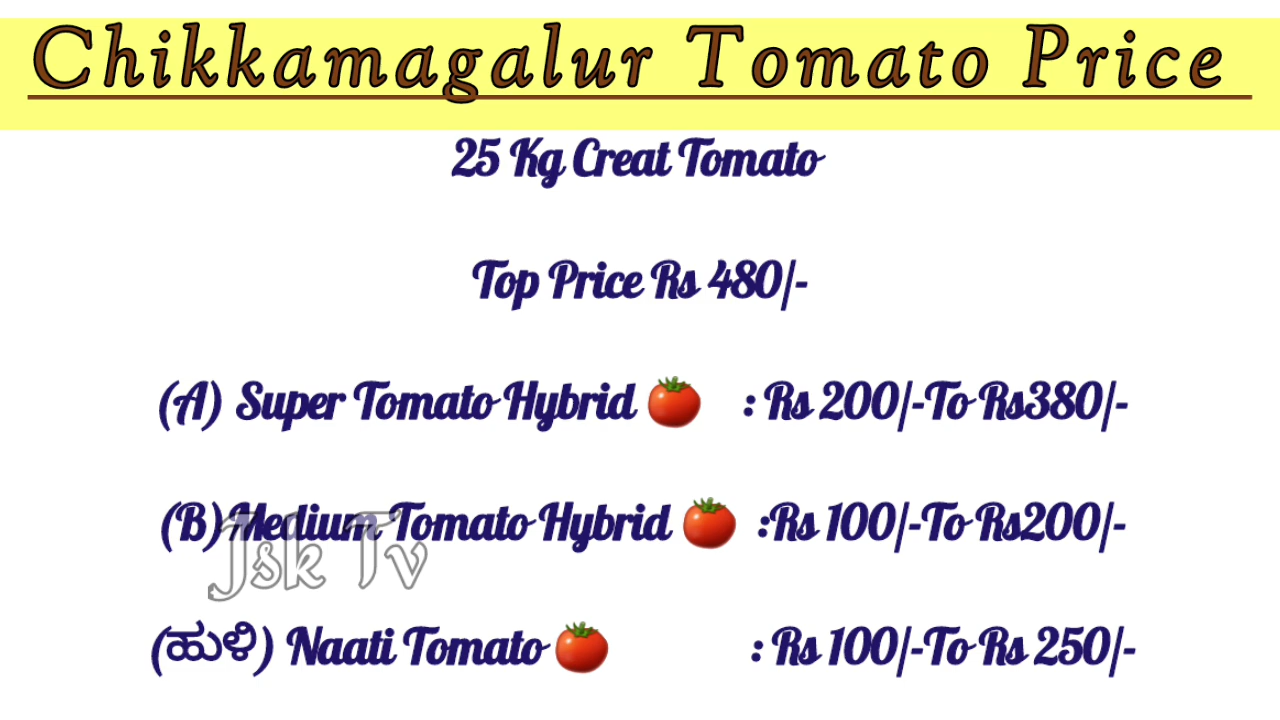 Chikkamagalur Tomato Price
25 Kg Creat Tomato
Top Price Rs 480/-
(A) Super Tomato Hybrid : Rs 200/-To Rs380/-
(B)Medium Tomato Hybrid :Rs 100/-To Rs200/-
Jsk Tv
(ಹುಳಿ) Naati Tomato : Rs 100/-To Rs 250/-